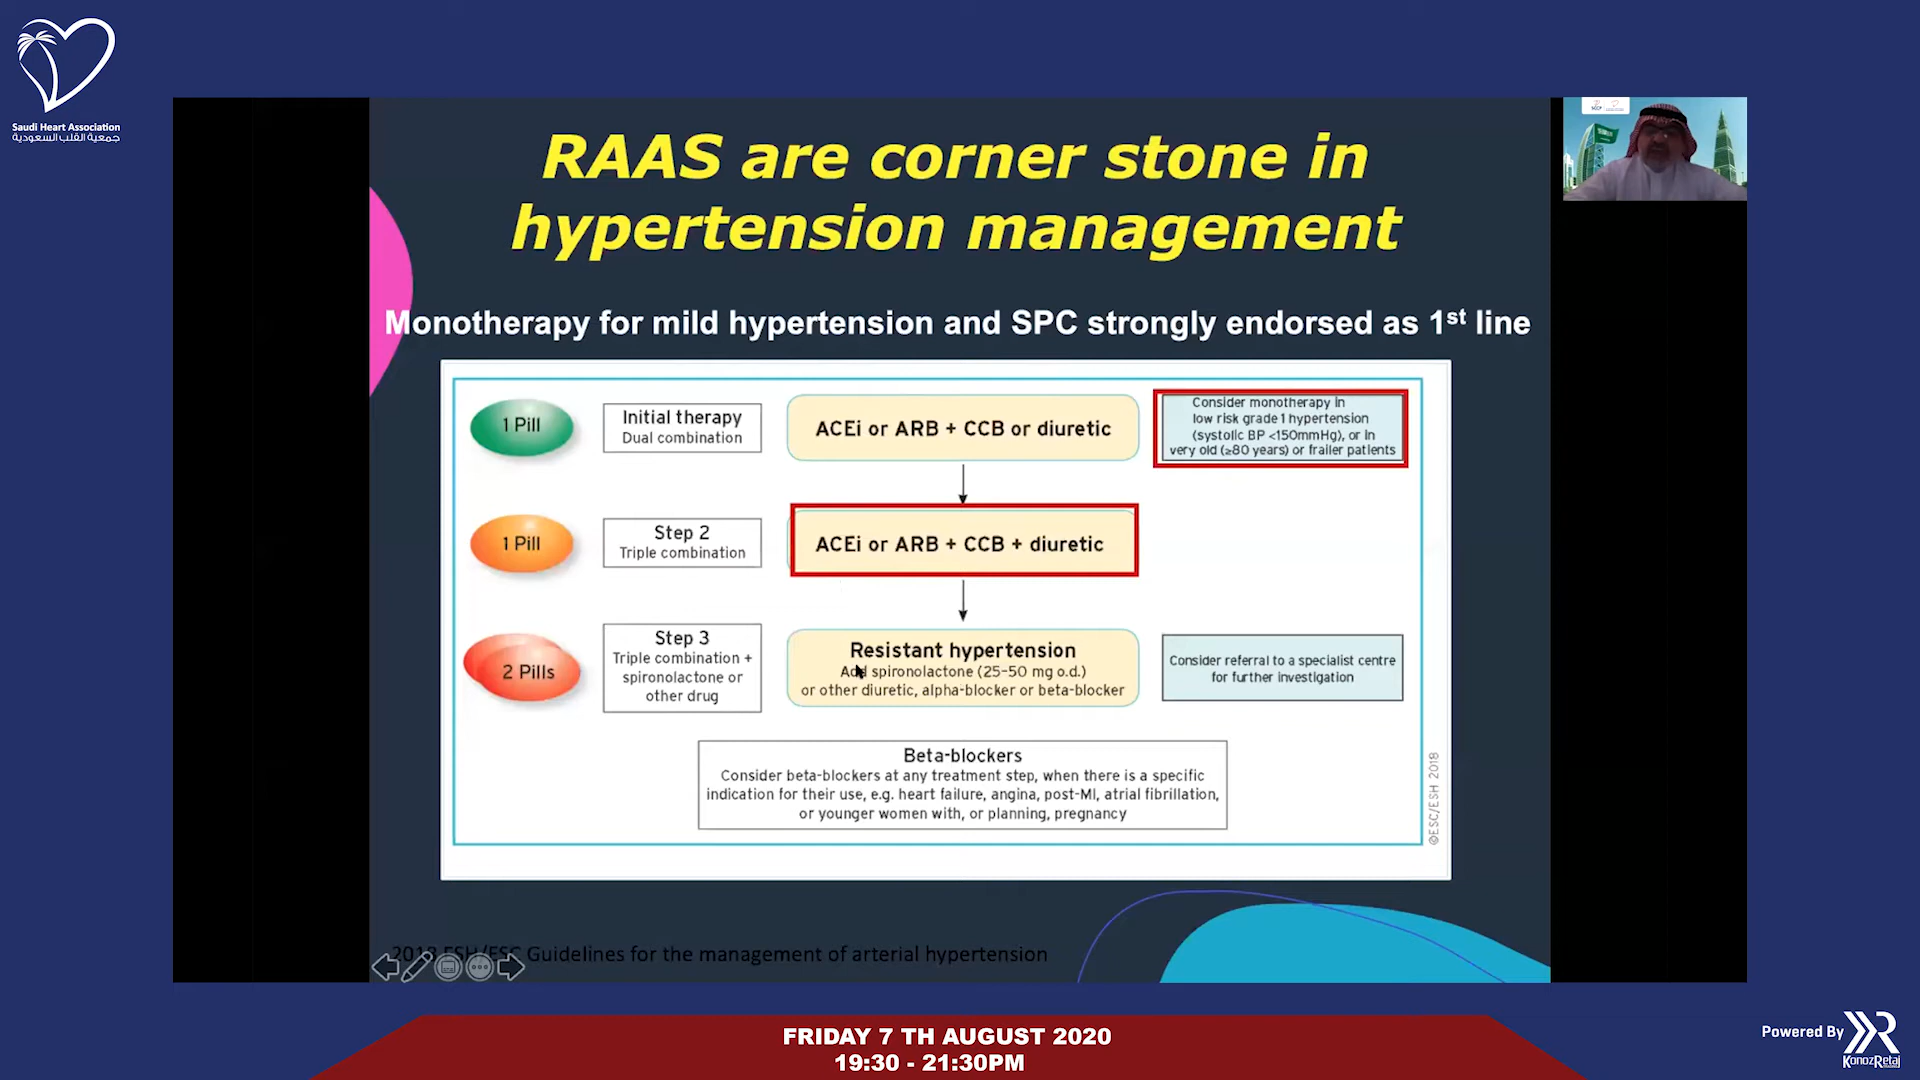 Saudi Heart Association
جمعية القلب السعودية
RAAS are corner stone in
hypertension management
Monotherapy for mild hypertension and SPC strongly endorsed as 1st line
1 Pill
Initial therapy
Dual combination
ACEi or ARB + CCB or diuretic
Consider monotherapy in
low risk grade 1 hypertension
(systolic BP <150mmHg), or in
very old (≥80 years) or frailer patients
1 Pill
Step 2
Triple combination
ACEi or ARB + CCB + diuretic
2 Pills
Step 3
Triple combination +
spironolactone or
other drug
Resistant hypertension
Add spironolactone (25–50 mg o.d.)
or other diuretic, alpha-blocker or beta-blocker
Consider referral to a specialist centre
for further investigation
Beta-blockers
Consider beta-blockers at any treatment step, when there is a specific
indication for their use, e.g. heart failure, angina, post-MI, atrial fibrillation,
or younger women with, or planning, pregnancy
©ESC/ESH 2018
2018 ESH/ESC Guidelines for the management of arterial hypertension
FRIDAY 7 TH AUGUST 2020
19:30 - 21:30PM
Powered By
KonozRetaj